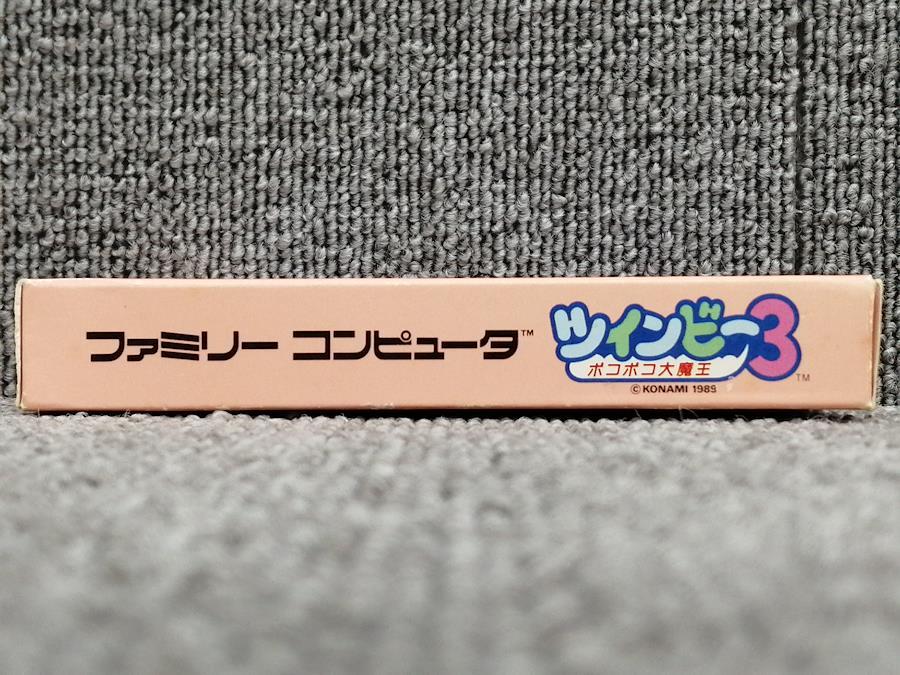 ファミリー コンピュータ™
ツインビー3
ポコポコ大魔王
TM
©KONAMI 1989